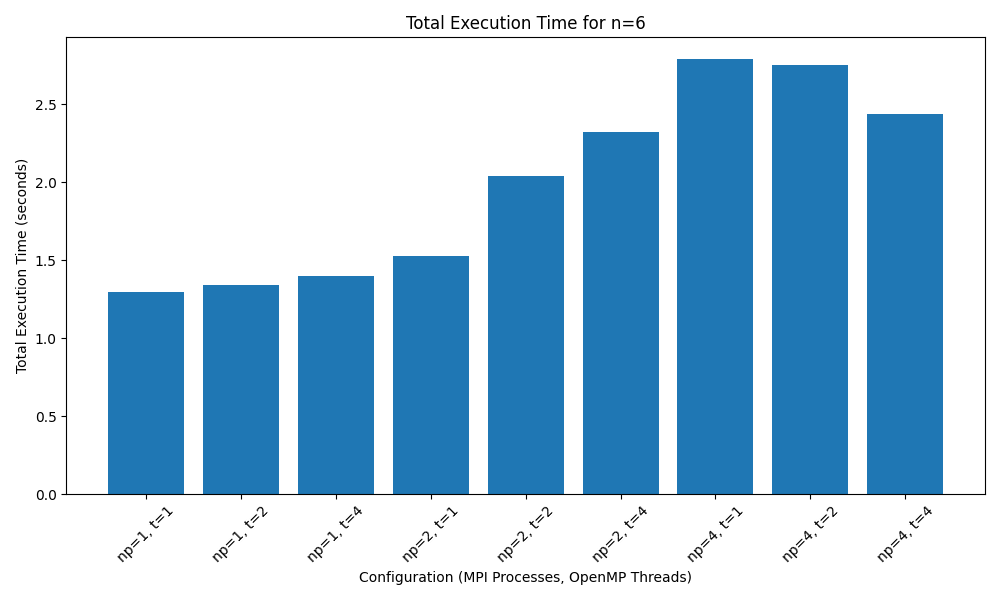 Total Execution Time for n=6
Total Execution Time (seconds)
2.5
2.0
1.5
1.0
0.5
0.0
np=1, t=1
np=1, t=2
np=1, t=4
np=2, t=1
np=2, t=2
np=2, t=4
np=4, t=1
np=4, t=2
np=4, t=4
Configuration (MPI Processes, OpenMP Threads)